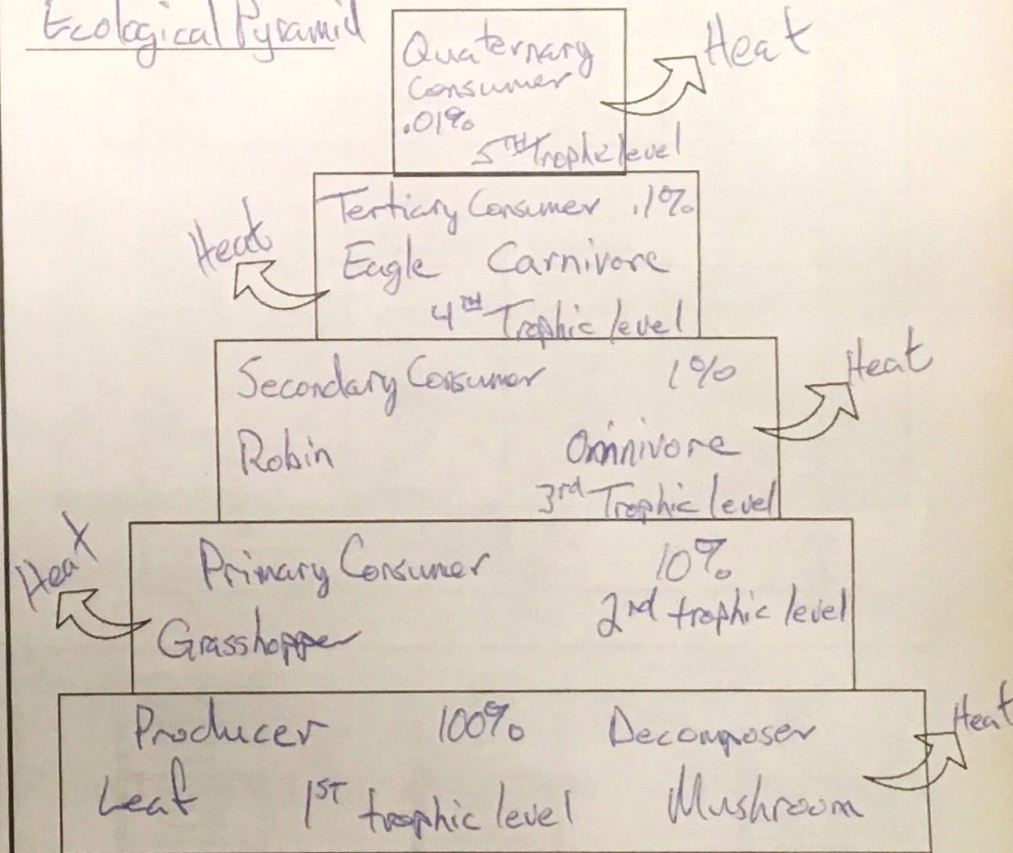 Ecological Pyramid
Quaternary
Consumer
.01%
5TH Trophic level
Heat
Tertiary Consumer .1%
Eagle Carnivore
4TH Trophic level
Heat
Secondary Consumer 1%
Robin Omnivore
3rd Trophic level
Heat
Primary Consumer 10%
2nd trophic level
Grasshopper
Heat
Producer 100% Decomposer
Leaf 1ST trophic level Mushroom
Heat